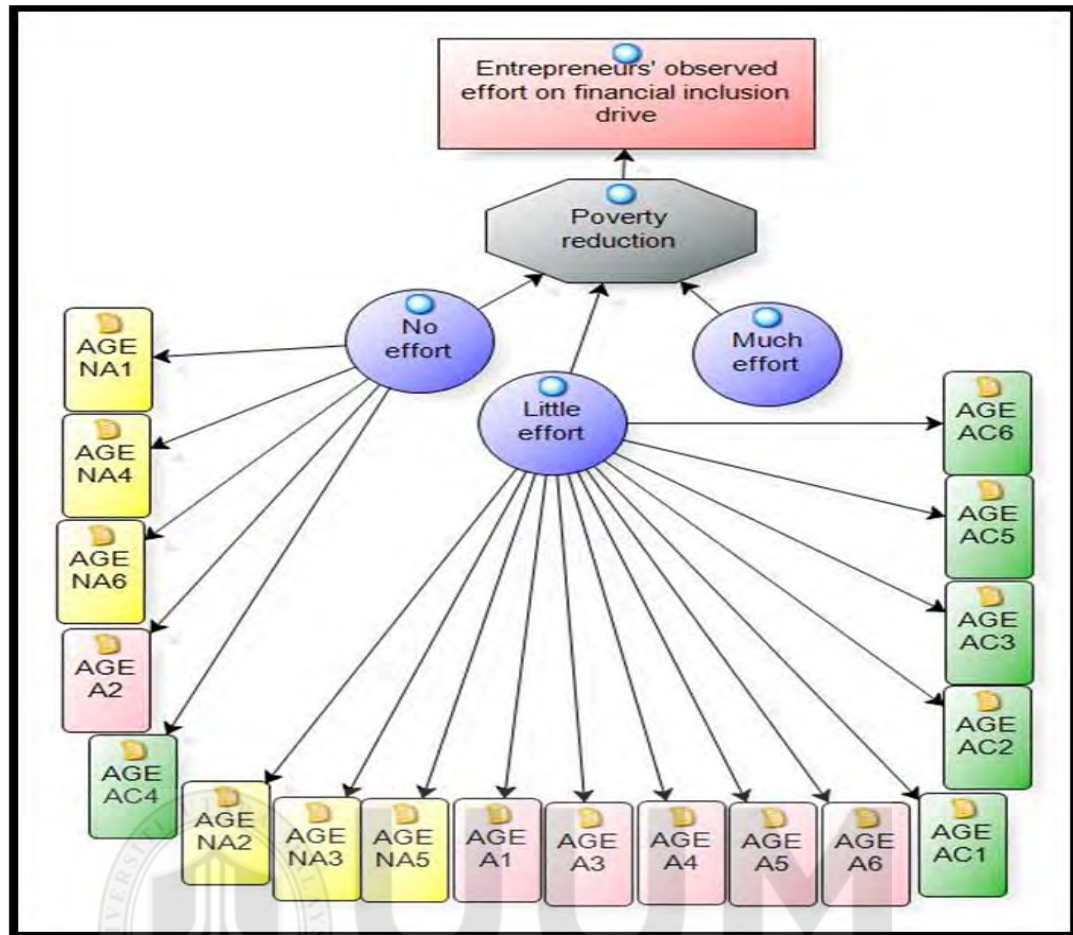 Entrepreneurs' observed
effort on financial inclusion
drive
Poverty
reduction
No
effort
Much
effort
Little
effort
AGE
NA1
AGE
NA4
AGE
NA6
AGE
A2
AGE
AC4
AGE
NA2
AGE
NA3
AGE
NA5
AGE
A1
AGE
A3
AGE
A4
AGE
A5
AGE
A6
AGE
AC1
AGE
AC6
AGE
AC5
AGE
AC3
AGE
AC2
UUM